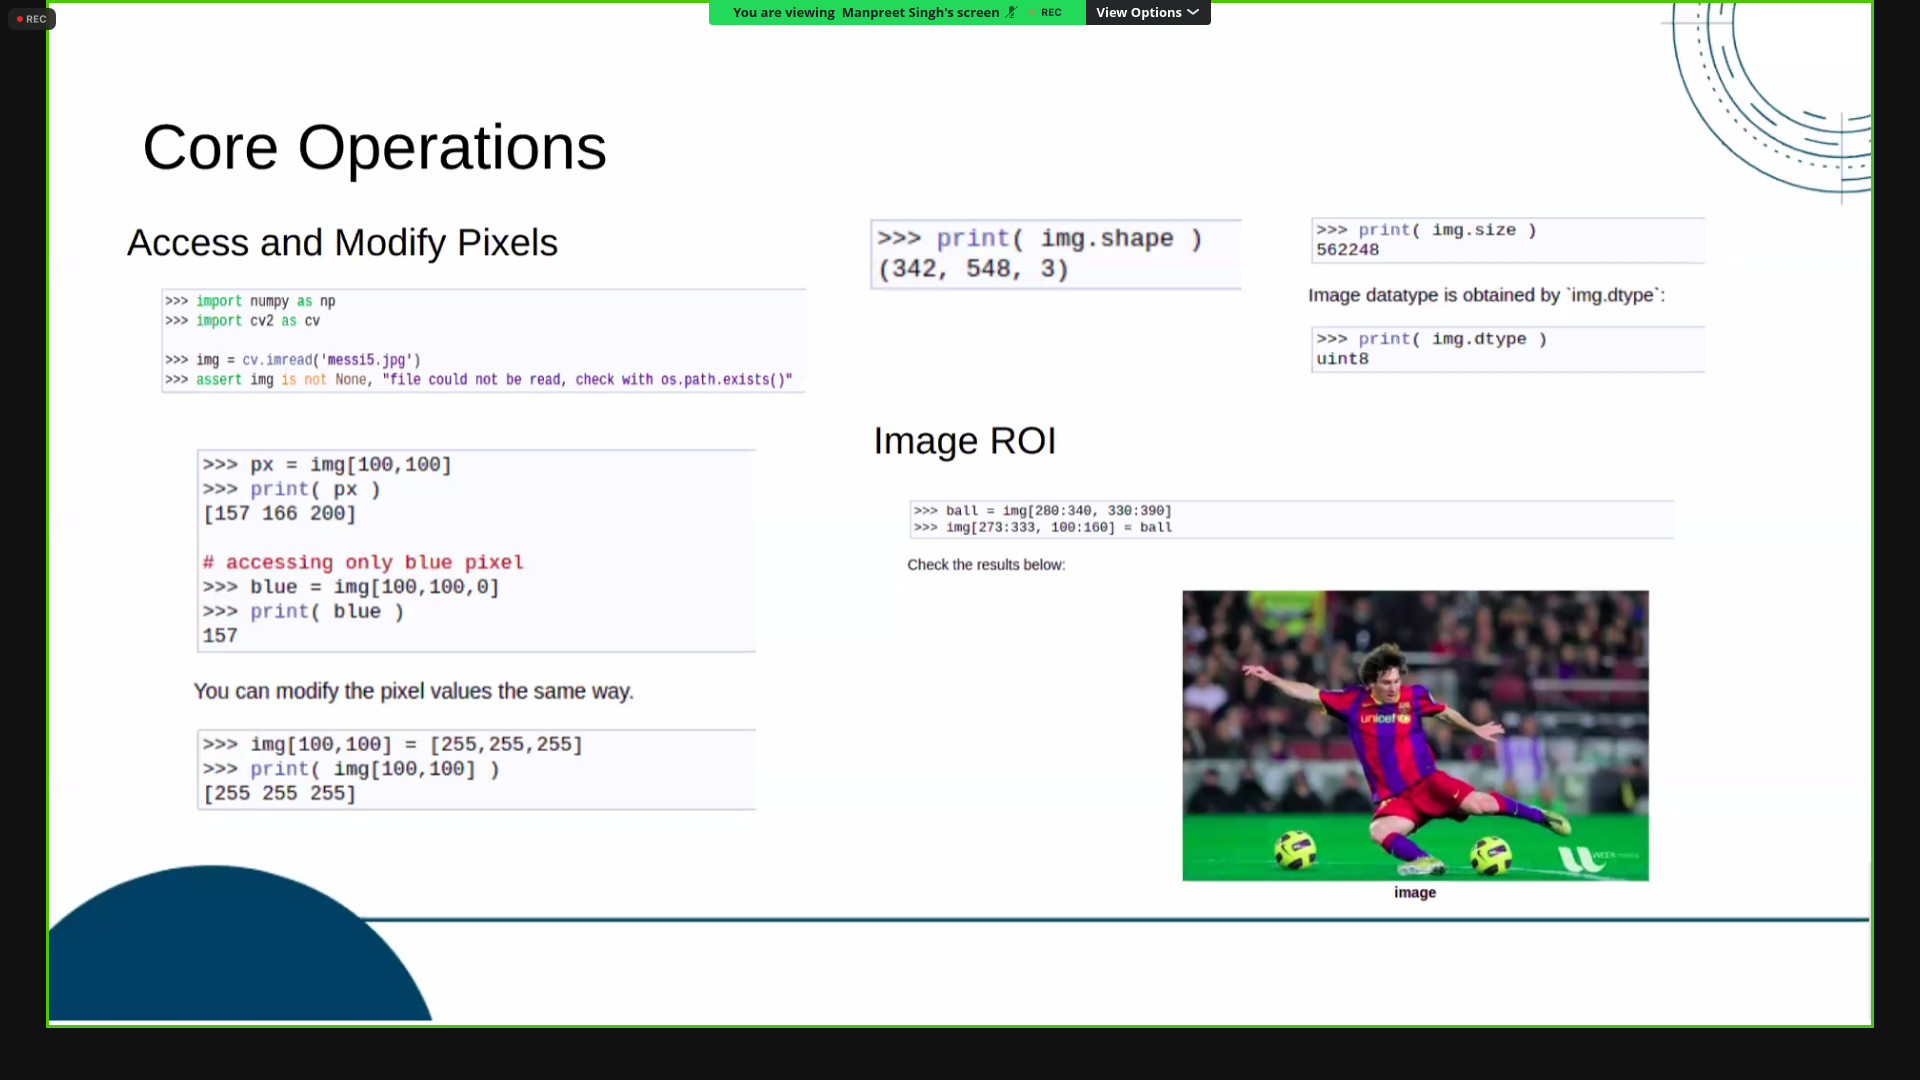 REC
You are viewing Manpreet Singh's screen REC View Options
Core Operations
Access and Modify Pixels
>>> import numpy as np
>>> import cv2 as cv
>>> img = cv.imread('messi5.jpg')
>>> assert img is not None, "file could not be read, check with os.path.exists()"
>>> px = img[100,100]
>>> print( px )
[157 166 200]
# accessing only blue pixel
>>> blue = img[100,100,0]
>>> print( blue )
157
You can modify the pixel values the same way.
>>> img[100,100] = [255,255,255]
>>> print( img[100,100] )
[255 255 255]
>>> print( img.shape )
(342, 548, 3)
>>> print( img.size )
562248
Image datatype is obtained by `img.dtype`:
>>> print( img.dtype )
uint8
Image ROI
>>> ball = img[280:340, 330:390]
>>> img[273:333, 100:160] = ball
Check the results below:
unicef
WEEK media
image